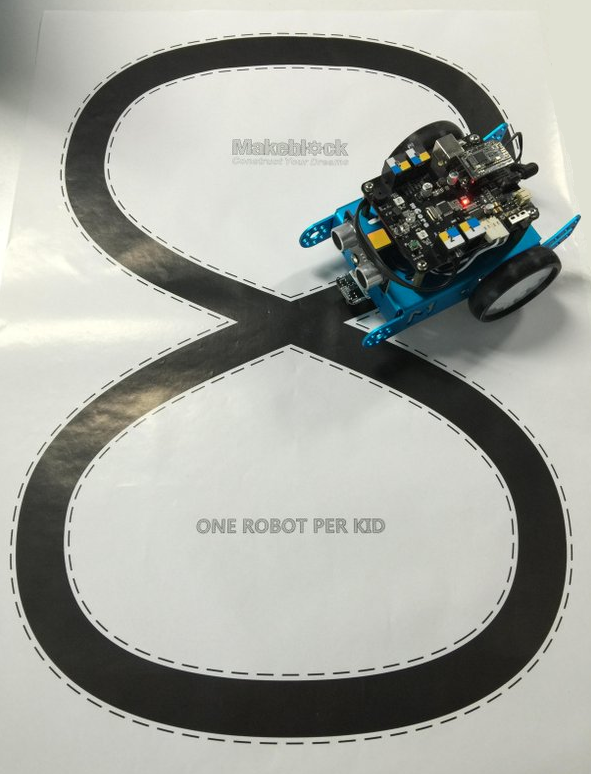 Makeblock
Construct Your Dreams
ONE ROBOT PER KID